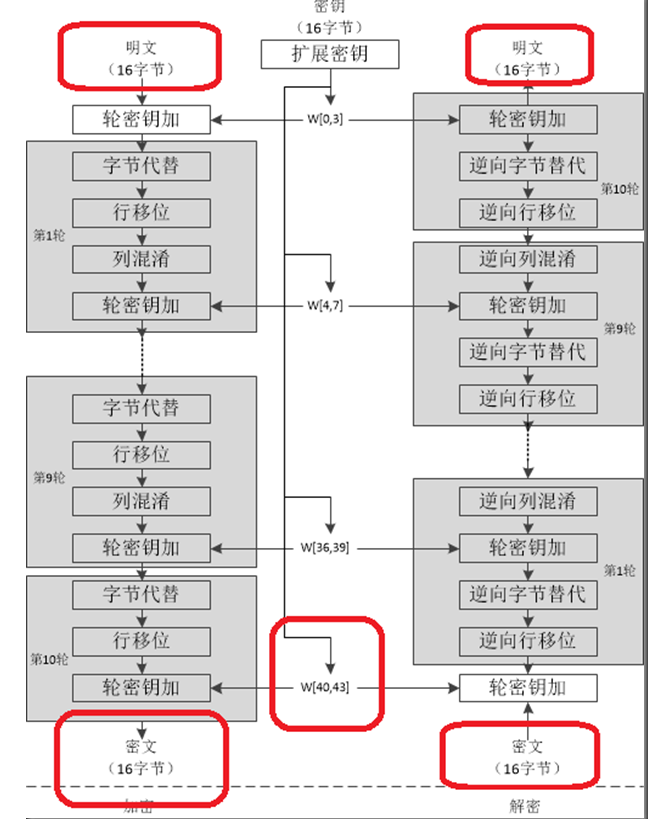 密钥
（16字节）
扩展密钥
明文
（16字节）
轮密钥加
第1轮
字节代替
行移位
列混淆
轮密钥加
第9轮
字节代替
行移位
列混淆
轮密钥加
第10轮
字节代替
行移位
轮密钥加
密文
（16字节）
加密
W[0,3]
W[4,7]
W[36,39]
W[40,43]
明文
（16字节）
轮密钥加
逆向字节替代
第10轮
逆向行移位
逆向列混淆
轮密钥加
第9轮
逆向字节替代
逆向行移位
逆向列混淆
轮密钥加
第1轮
逆向字节替代
逆向行移位
轮密钥加
密文
（16字节）
解密